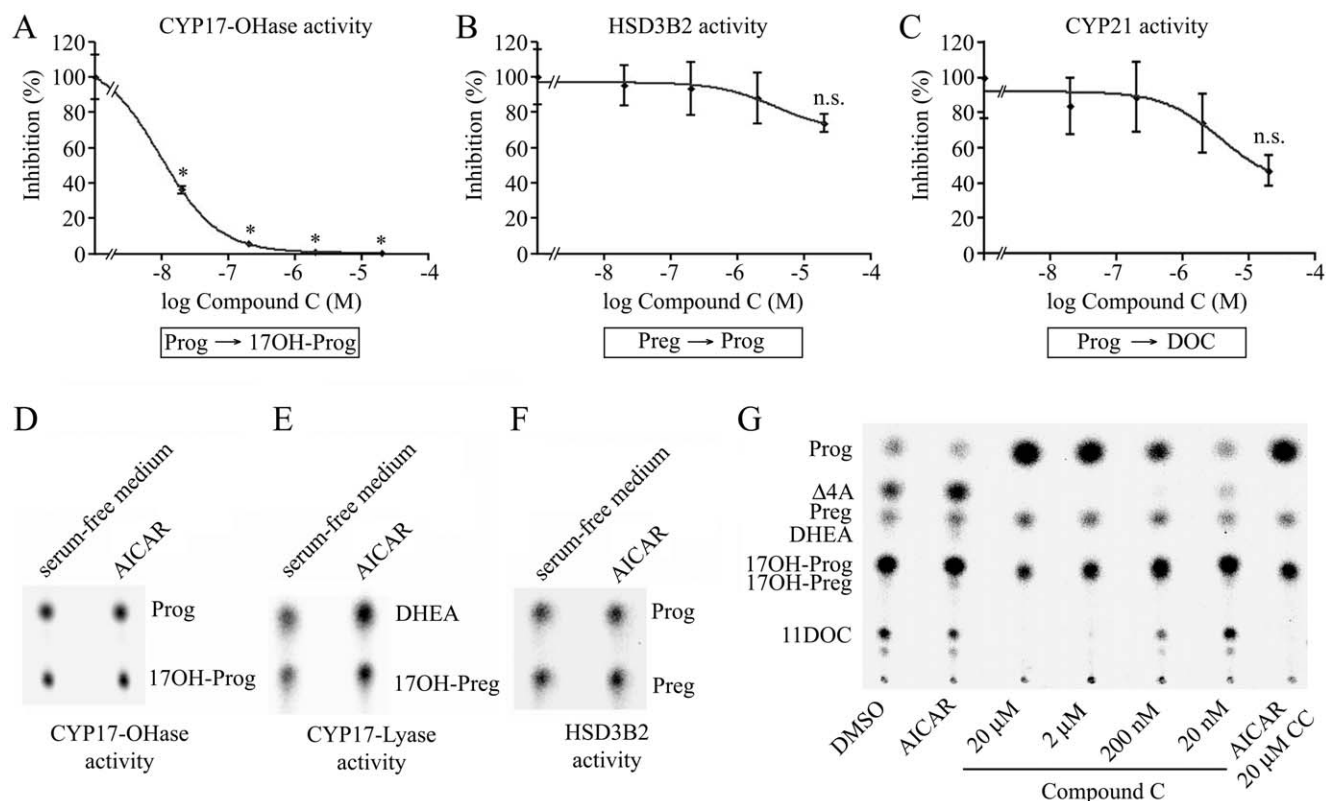 A
CYP17-OHase activity
120
100
80
60
40
20
0
Inhibition (%)
*
*
*
*
-8
-7
-6
-5
-4
log Compound C (M)
Prog → 17OH-Prog
B
HSD3B2 activity
120
100
80
60
40
20
0
Inhibition (%)
n.s.
-8
-7
-6
-5
-4
log Compound C (M)
Preg → Prog
C
CYP21 activity
120
100
80
60
40
20
0
Inhibition (%)
n.s.
-8
-7
-6
-5
-4
log Compound C (M)
Prog → DOC
D
serum-free medium
AICAR
Prog
17OH-Prog
CYP17-OHase
activity
E
serum-free medium
AICAR
DHEA
17OH-Preg
CYP17-Lyase
activity
F
serum-free medium
AICAR
Prog
Preg
HSD3B2
activity
G
Prog
Δ4A
Preg
DHEA
17OH-Prog
17OH-Preg
11DOC
DMSO
AICAR
20 µM
2 µM
200 nM
20 nM
AICAR
20 µM CC
Compound C